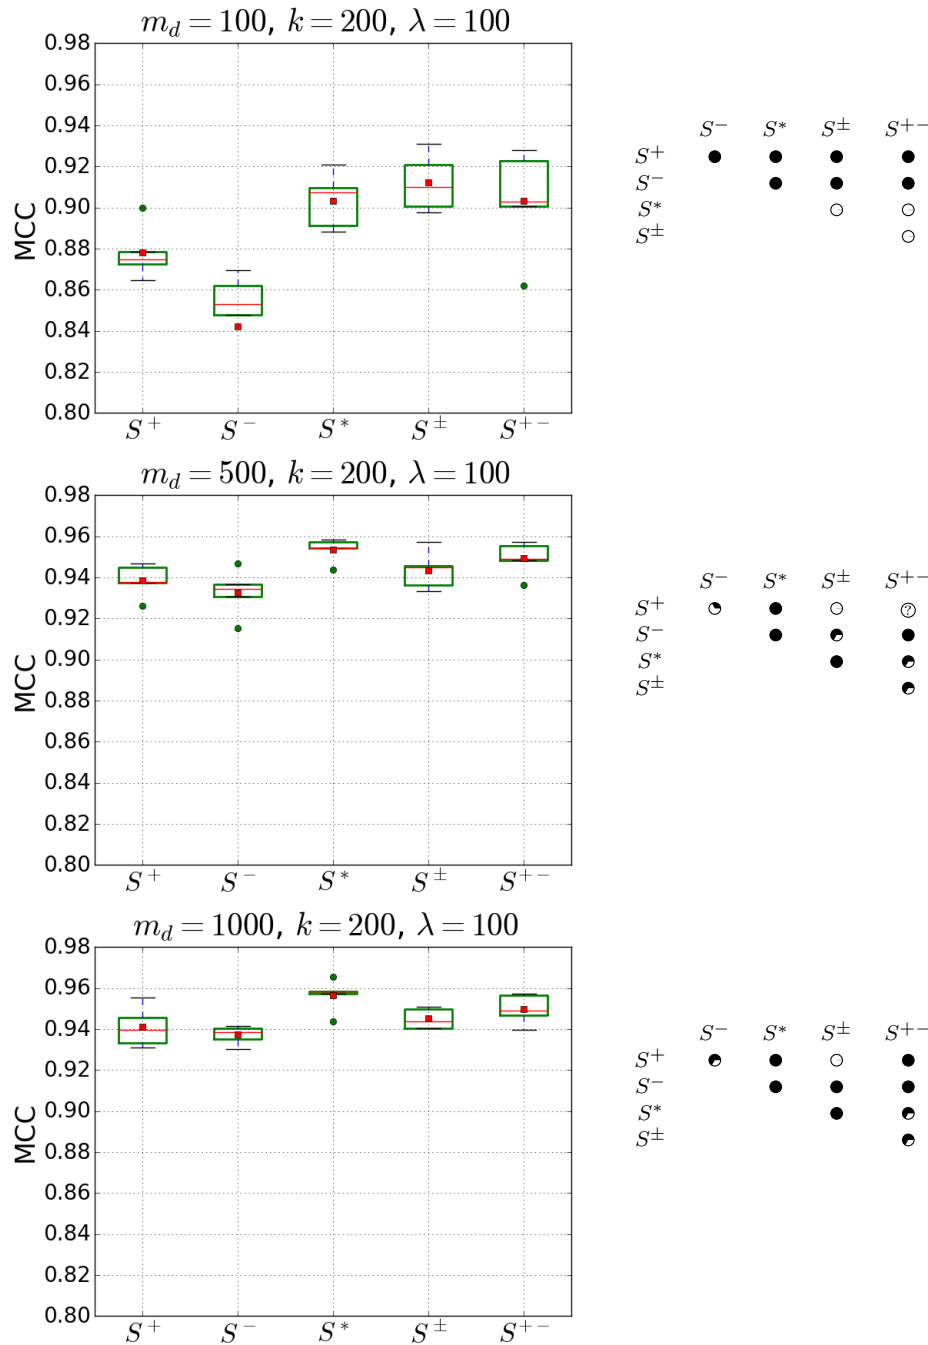 m_d = 100, k = 200, λ = 100
MCC
0.98
0.96
0.94
0.92
0.90
0.88
0.86
0.84
0.82
0.80
S⁺ S⁻ S* S± S⁺⁻
S⁻ S* S± S⁺⁻
S⁺
S⁻
S*
S±
m_d = 500, k = 200, λ = 100
MCC
0.98
0.96
0.94
0.92
0.90
0.88
0.86
0.84
0.82
0.80
S⁺ S⁻ S* S± S⁺⁻
S⁻ S* S± S⁺⁻
S⁺ ?
S⁻
S*
S±
m_d = 1000, k = 200, λ = 100
MCC
0.98
0.96
0.94
0.92
0.90
0.88
0.86
0.84
0.82
0.80
S⁺ S⁻ S* S± S⁺⁻
S⁻ S* S± S⁺⁻
S⁺
S⁻
S*
S±